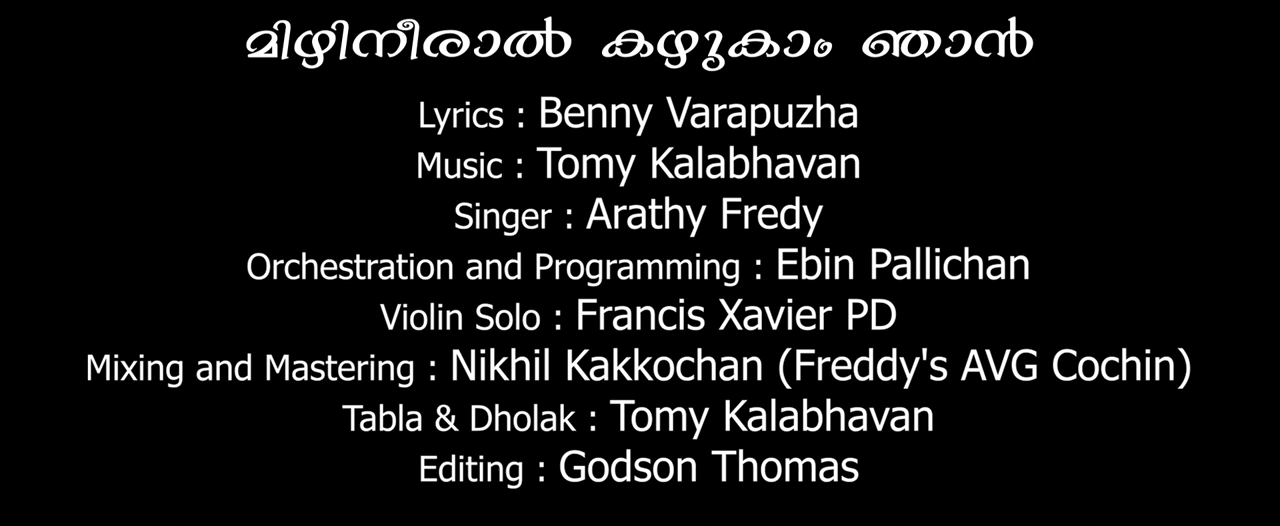 മിഴിനീരാൽ കഴുകാം ഞാൻ
Lyrics : Benny Varapuzha
Music : Tomy Kalabhavan
Singer : Arathy Fredy
Orchestration and Programming : Ebin Pallichan
Violin Solo : Francis Xavier PD
Mixing and Mastering : Nikhil Kakkochan (Freddy's AVG Cochin)
Tabla & Dholak : Tomy Kalabhavan
Editing : Godson Thomas